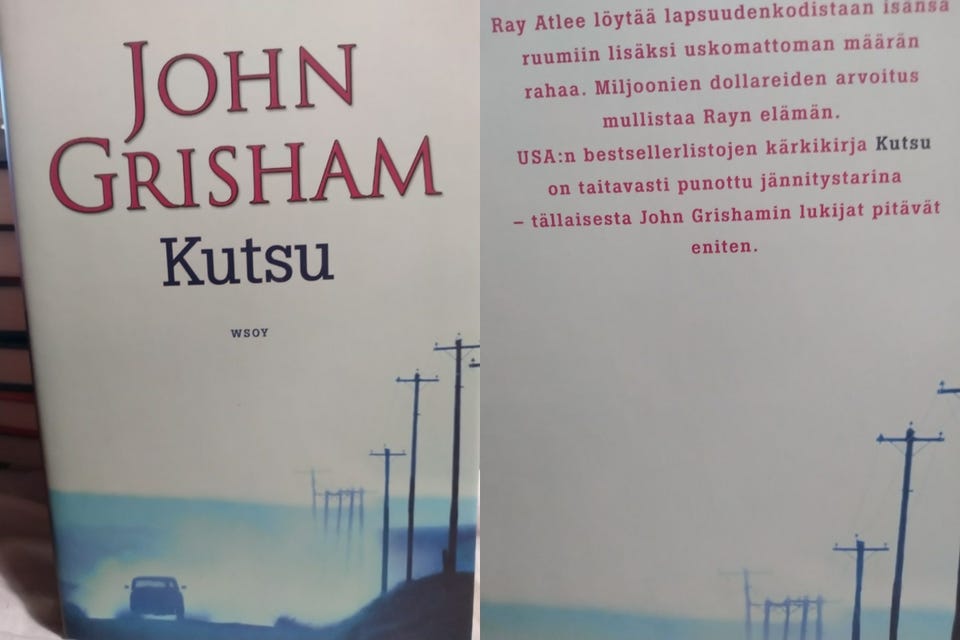 JOHN
GRISHAM
Kutsu
WSOY
Ray Atlee löytää lapsuudenkodistaan isänsä
ruumiin lisäksi uskomattoman määrän
rahaa. Miljoonien dollareiden arvoitus
mullistaa Rayn elämän.
USA:n bestsellerlistojen kärkikirja Kutsu
on taitavasti punottu jännitystarina
– tällaisesta John Grishamin lukijat pitävät
eniten.